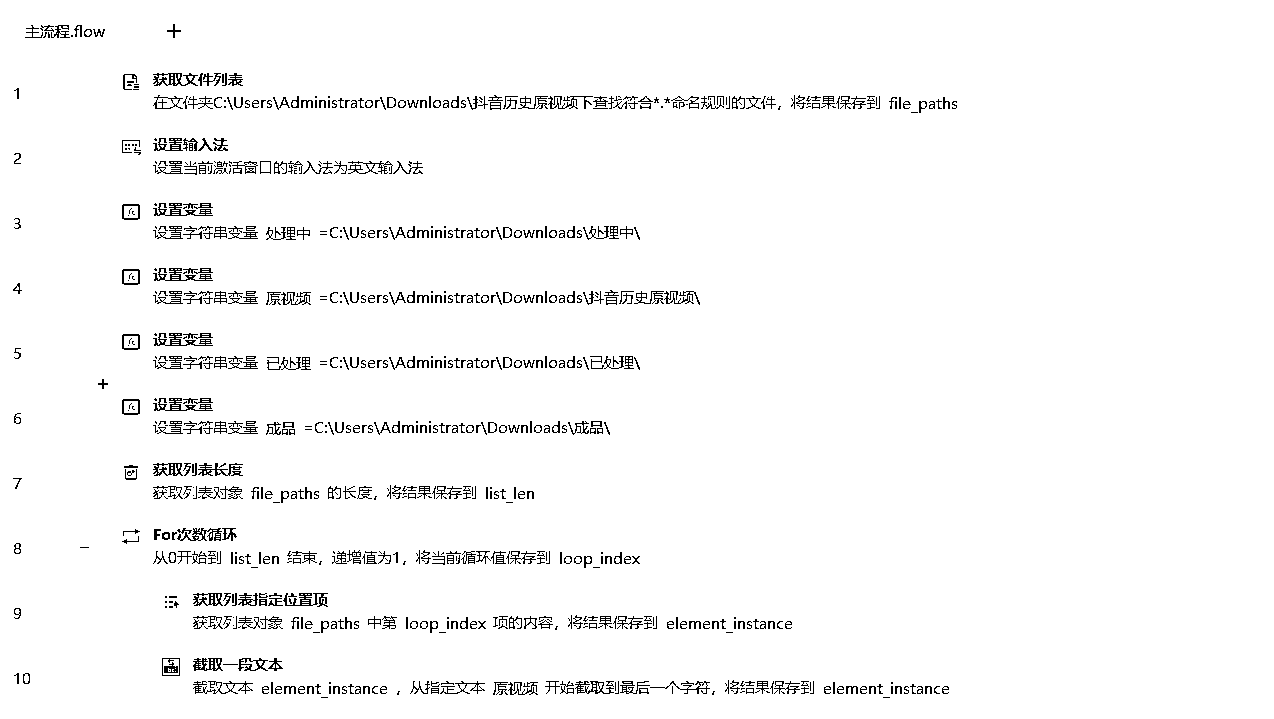 主流程.flow +
1 获取文件列表
在文件夹C:\Users\Administrator\Downloads\抖音历史原视频下查找符合*.*命名规则的文件，将结果保存到 file_paths
2 设置输入法
设置当前激活窗口的输入法为英文输入法
3 设置变量
设置字符串变量 处理中 =C:\Users\Administrator\Downloads\处理中\
4 设置变量
设置字符串变量 原视频 =C:\Users\Administrator\Downloads\抖音历史原视频\
5 设置变量
设置字符串变量 已处理 =C:\Users\Administrator\Downloads\已处理\
6 设置变量
设置字符串变量 成品 =C:\Users\Administrator\Downloads\成品\
7 获取列表长度
获取列表对象 file_paths 的长度，将结果保存到 list_len
8 For次数循环
从0开始到 list_len 结束，递增值为1，将当前循环值保存到 loop_index
9 获取列表指定位置项
获取列表对象 file_paths 中第 loop_index 项的内容，将结果保存到 element_instance
10 截取一段文本
截取文本 element_instance ，从指定文本 原视频 开始截取到最后一个字符，将结果保存到 element_instance